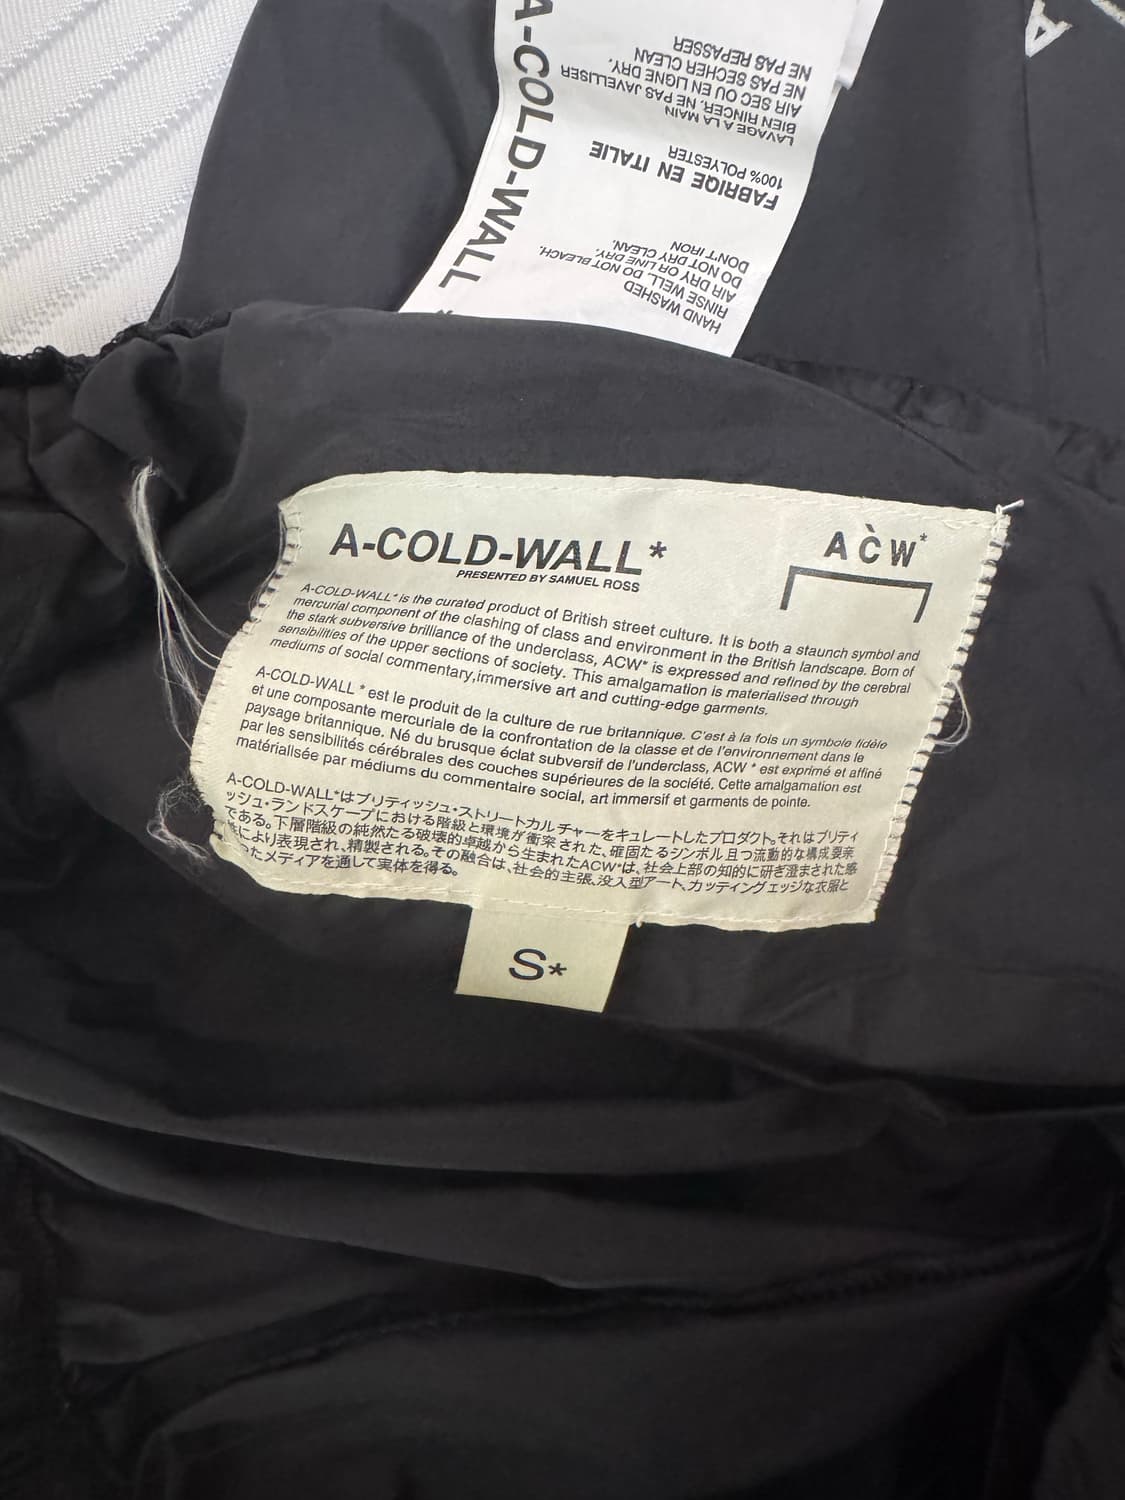 A-COLD-WALL *
HAND WASHED
RINSE WELL. DO NOT BLEACH.
AIR DRY OR LINE DRY,
DO NOT DRY CLEAN.
DON'T IRON
FABRIQE EN ITALIE
100% POLYESTER
LAVAGE A LA MAIN
BIEN RINCER. NE PAS JAVELLISER
AIR SEC OU EN LIGNE DRY,
NE PAS SECHER CLEAN
NE PAS REPASSER
A
A-COLD-WALL*
PRESENTED BY SAMUEL ROSS
ACW*
A-COLD-WALL* is the curated product of British street culture. It is both a staunch symbol and
mercurial component of the clashing of class and environment in the British landscape. Born of
the stark subversive brilliance of the underclass, ACW* is expressed and refined by the cerebral
sensibilities of the upper sections of society. This amalgamation is materialised through
mediums of social commentary,immersive art and cutting-edge garments.
A-COLD-WALL * est le produit de la culture de rue britannique. C'est à la fois un symbole fidèle
et une composante mercuriale de la confrontation de la classe et de l'environnement dans le
paysage britannique. Né du brusque éclat subversif de l'underclass, ACW * est exprimé et affiné
par les sensibilités cérébrales des couches supérieures de la société. Cette amalgamation est
matérialisée par médiums du commentaire social, art immersif et garments de pointe.
A-COLD-WALL*はブリティッシュ・ストリートカルチャーをキュレートしたプロダクト。それはブリティ
ッシュ・ランドスケープにおける階級と環境が衝突された、確固たるシンボル且つ流動的な構成要素
である。下層階級の純然たる破壊的卓越から生まれたACW*は、社会上部の知的に研ぎ澄まされた感
により表現され、精製される。その融合は、社会的主張、没入型アート、カッティングエッジな衣服と
ったメディアを通して実体を得る。
S*